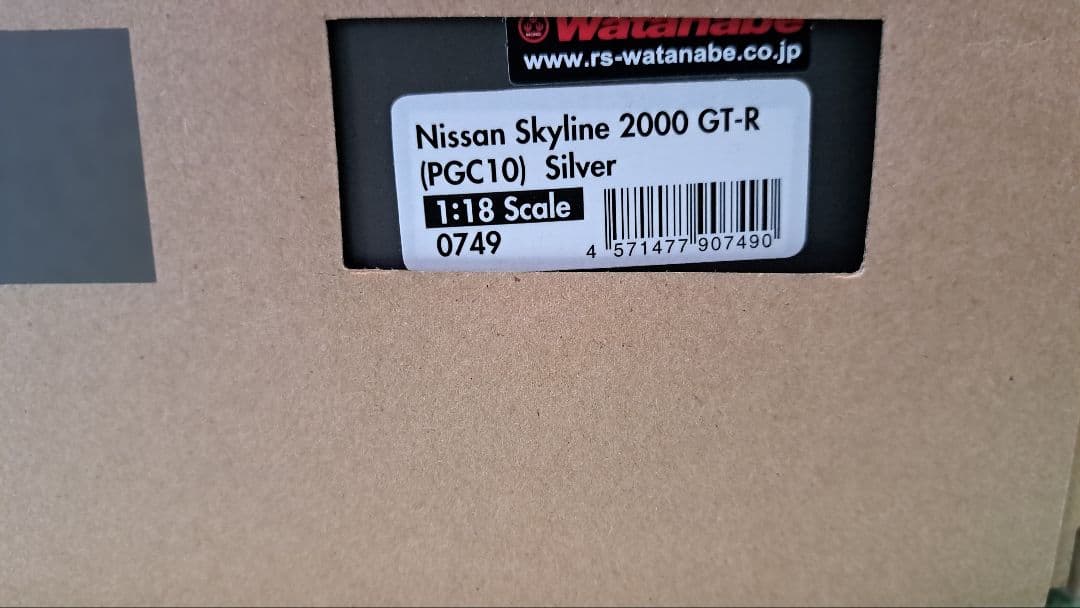 Watanabe
www.rs-watanabe.co.jp
Nissan Skyline 2000 GT-R
(PGC10) Silver
1:18 Scale
0749
4 571477 907490